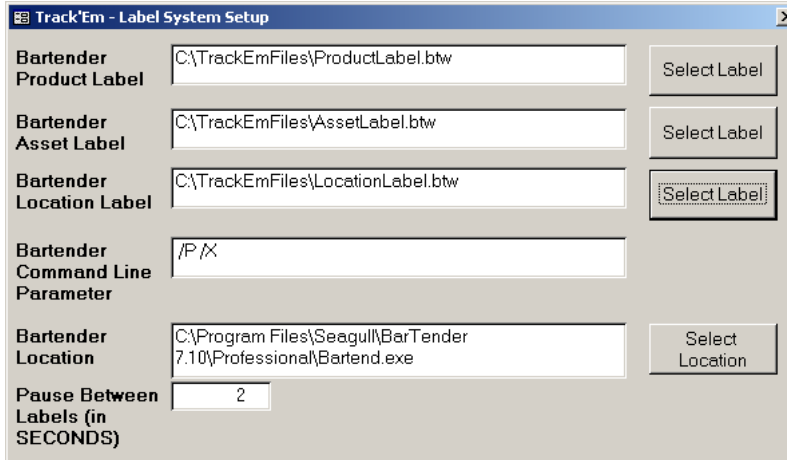 Track'Em - Label System Setup
Bartender
Product Label
C:\TrackEmFiles\ProductLabel.btw
Select Label
Bartender
Asset Label
C:\TrackEmFiles\AssetLabel.btw
Select Label
Bartender
Location Label
C:\TrackEmFiles\LocationLabel.btw
Select Label
Bartender
Command Line
Parameter
/P /X
Bartender
Location
C:\Program Files\Seagull\BarTender
7.10\Professional\Bartend.exe
Select
Location
Pause Between
Labels (in
SECONDS)
2